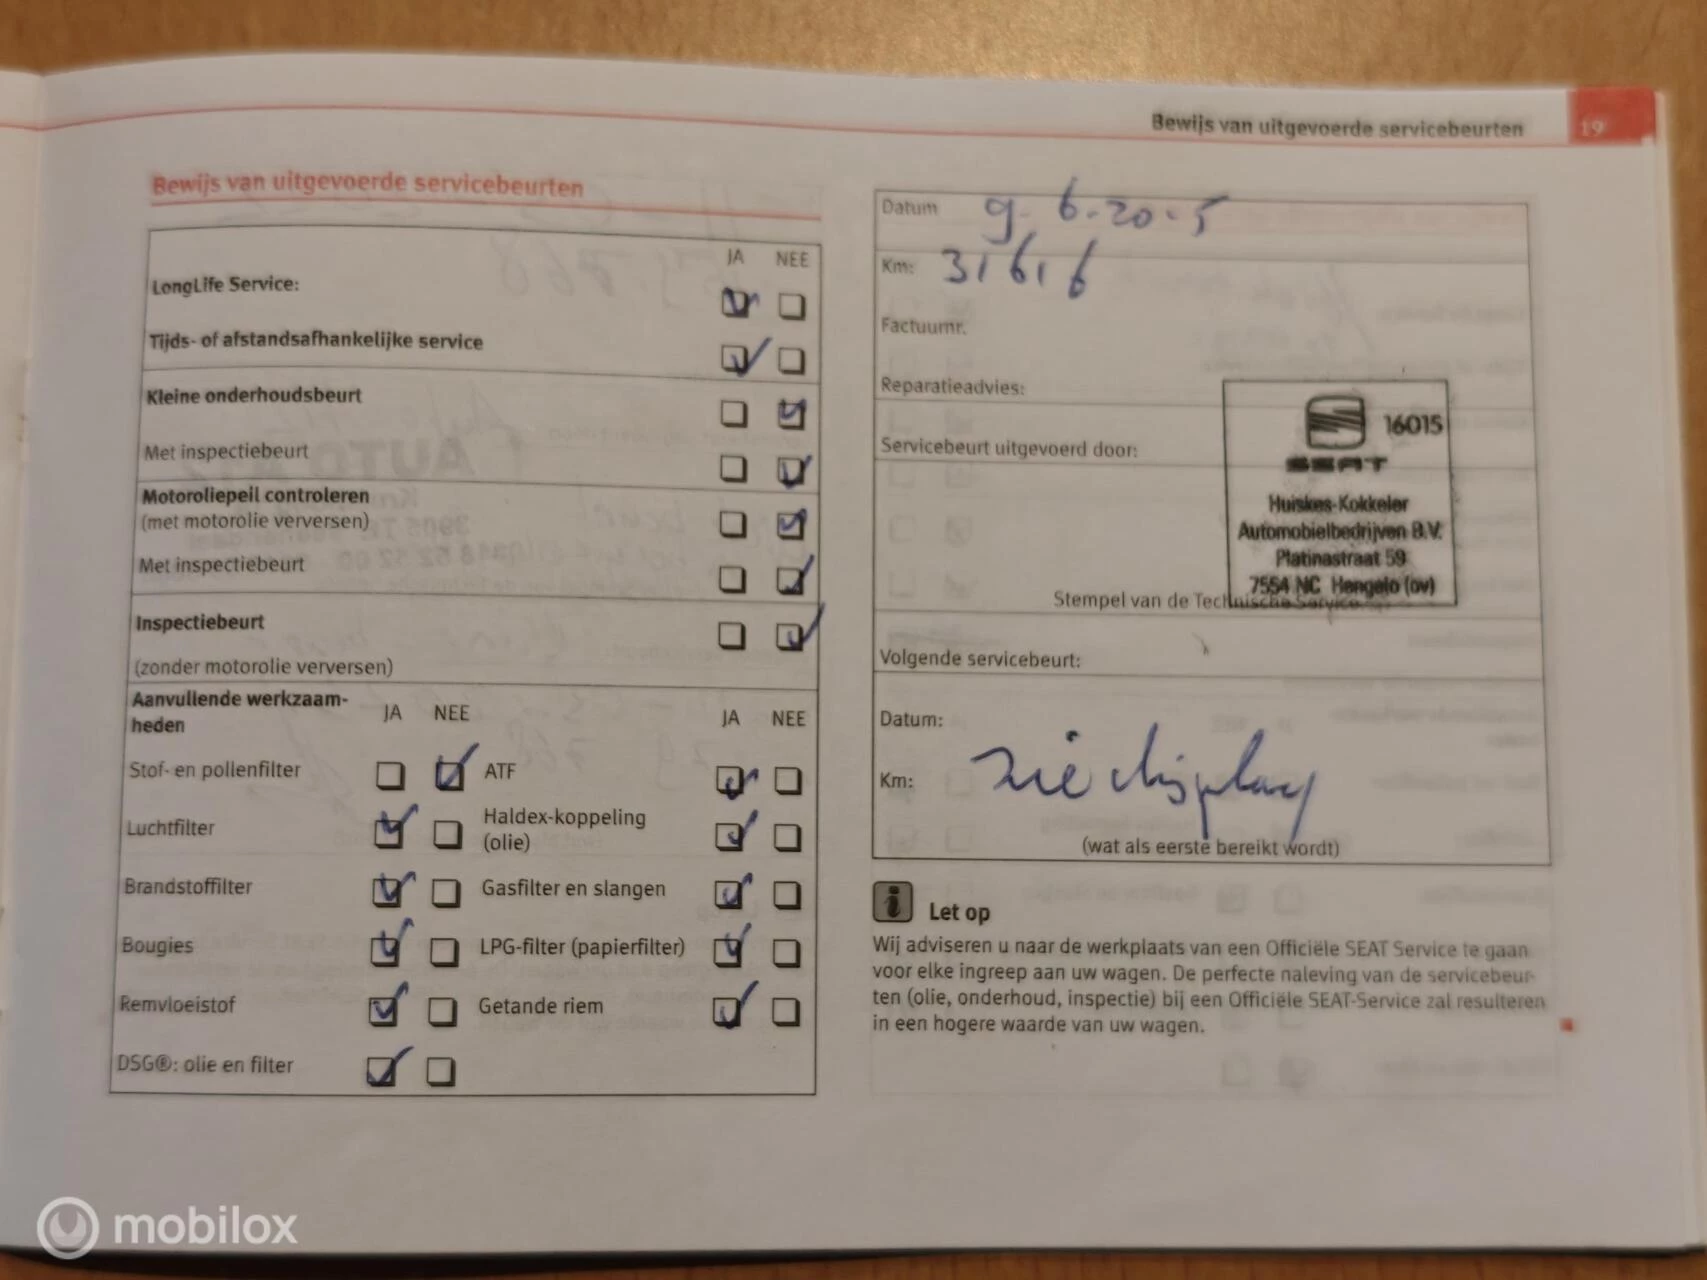 Bewijs van uitgevoerde servicebeurten 19
Bewijs van uitgevoerde servicebeurten
JA NEE
LongLife Service:
Tijds- of afstandsafhankelijke service
Kleine onderhoudsbeurt
Met inspectiebeurt
Motoroliepeil controleren
(met motorolie verversen)
Met inspectiebeurt
Inspectiebeurt
(zonder motorolie verversen)
Aanvullende werkzaam-
heden
JA NEE JA NEE
Stof- en pollenfilter ATF
Luchtfilter Haldex-koppeling
(olie)
Brandstoffilter Gasfilter en slangen
Bougies LPG-filter (papierfilter)
Remvloeistof Getande riem
DSG®: olie en filter
Datum 9-6-20-5
Km: 31616
Factuurnr.
Reparatieadvies:
Servicebeurt uitgevoerd door:
16015
SEAT
Huiskes-Kokkeler
Automobielbedrijven B.V.
Platinastraat 59
7554 NC Hengelo (ov)
Stempel van de Technische Service
Volgende servicebeurt:
Datum:
Km: zie display
(wat als eerste bereikt wordt)
i Let op
Wij adviseren u naar de werkplaats van een Officiële SEAT Service te gaan
voor elke ingreep aan uw wagen. De perfecte naleving van de servicebeur-
ten (olie, onderhoud, inspectie) bij een Officiële SEAT-Service zal resulteren
in een hogere waarde van uw wagen.
mobilox